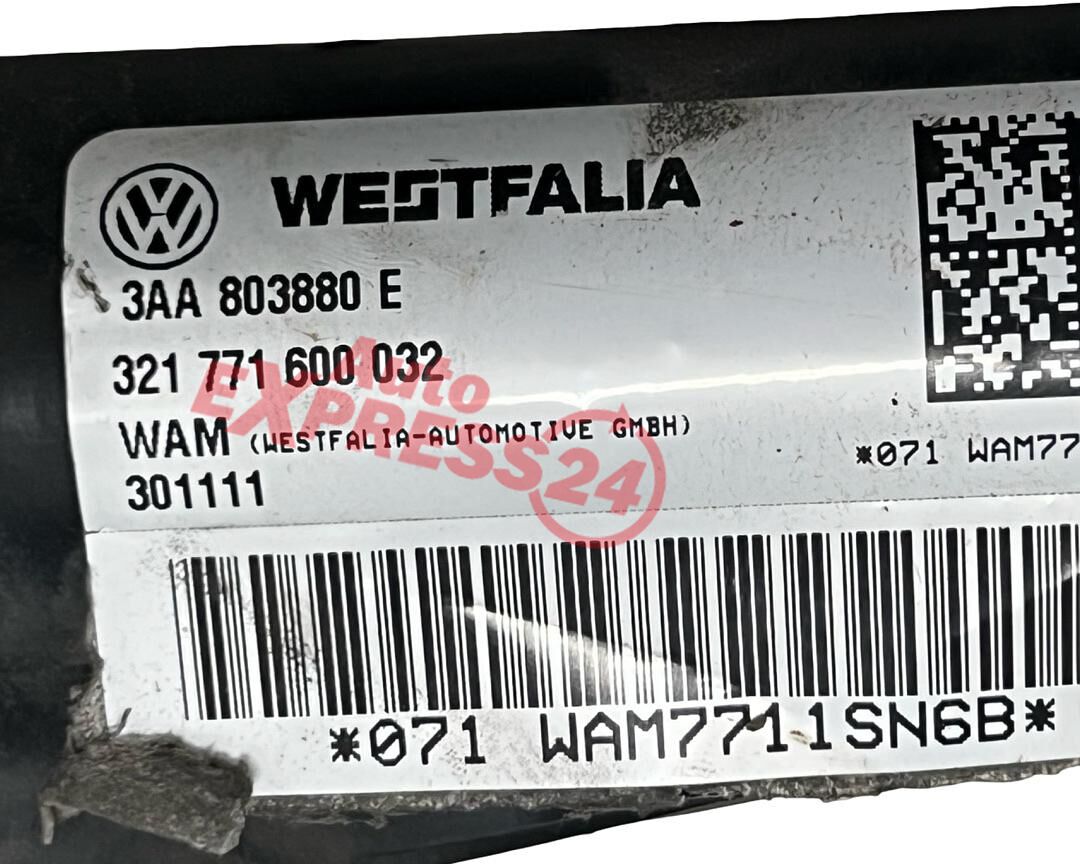 WESTFALIA
3AA 803880 E
321 771 600 032
WAM (WESTFALIA-AUTOMOTIVE GMBH)
301111
*071 WAM77
*071 WAM7711SN6B*
Auto
EXPRESS24